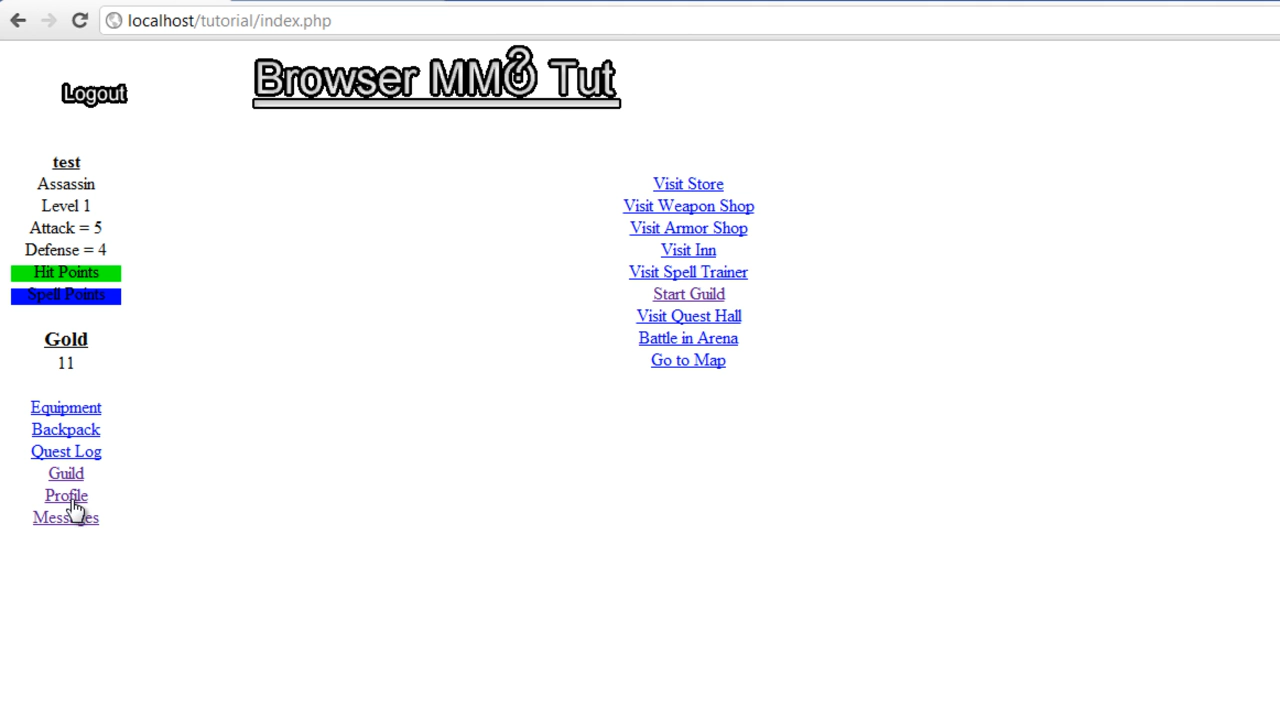 localhost/tutorial/index.php
Browser MMO Tut
Logout
test
Assassin
Level 1
Attack = 5
Defense = 4
Hit Points
Spell Points
Gold
11
Equipment
Backpack
Quest Log
Guild
Profile
Messages
Visit Store
Visit Weapon Shop
Visit Armor Shop
Visit Inn
Visit Spell Trainer
Start Guild
Visit Quest Hall
Battle in Arena
Go to Map